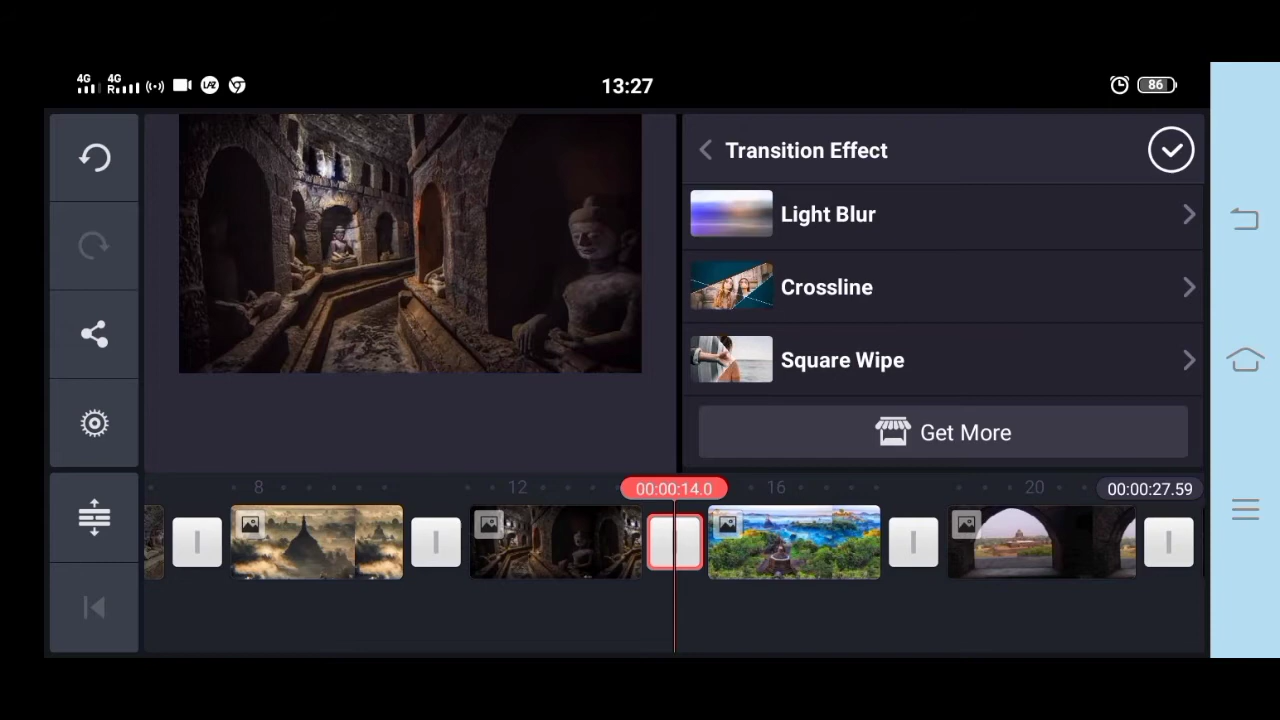 4G 4G
R
LAZ
13:27
86
Transition Effect
Light Blur
Crossline
Square Wipe
Get More
8
12
00:00:14.0
16
20
00:00:27.59